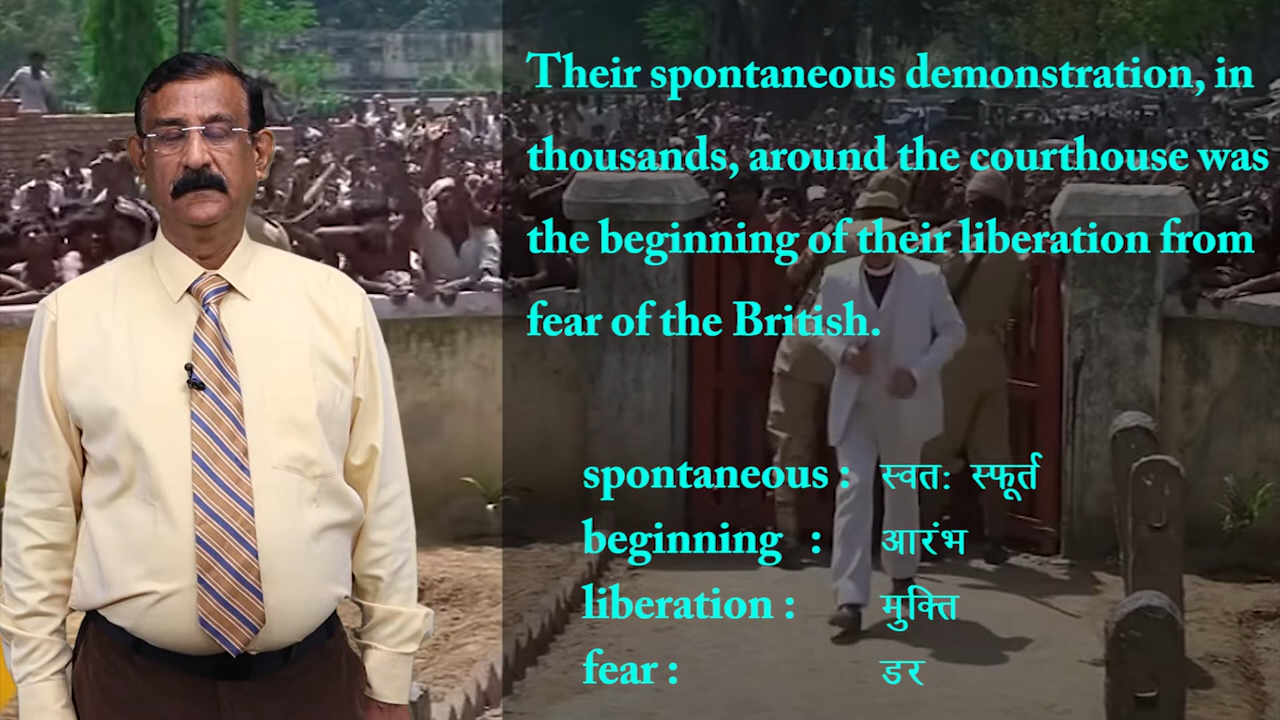 Their spontaneous demonstration, in
thousands, around the courthouse was
the beginning of their liberation from
fear of the British.
spontaneous : स्वत: स्फूर्त
beginning : आरंभ
liberation : मुक्ति
fear : डर